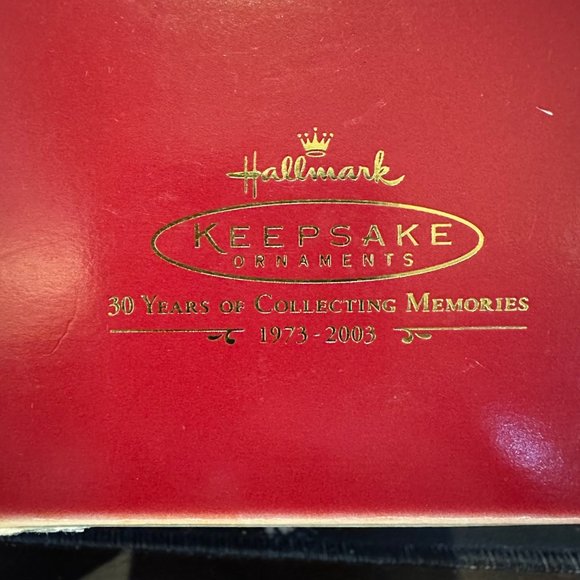 Hallmark
KEEPSAKE
ORNAMENTS
30 YEARS OF COLLECTING MEMORIES
1973-2003